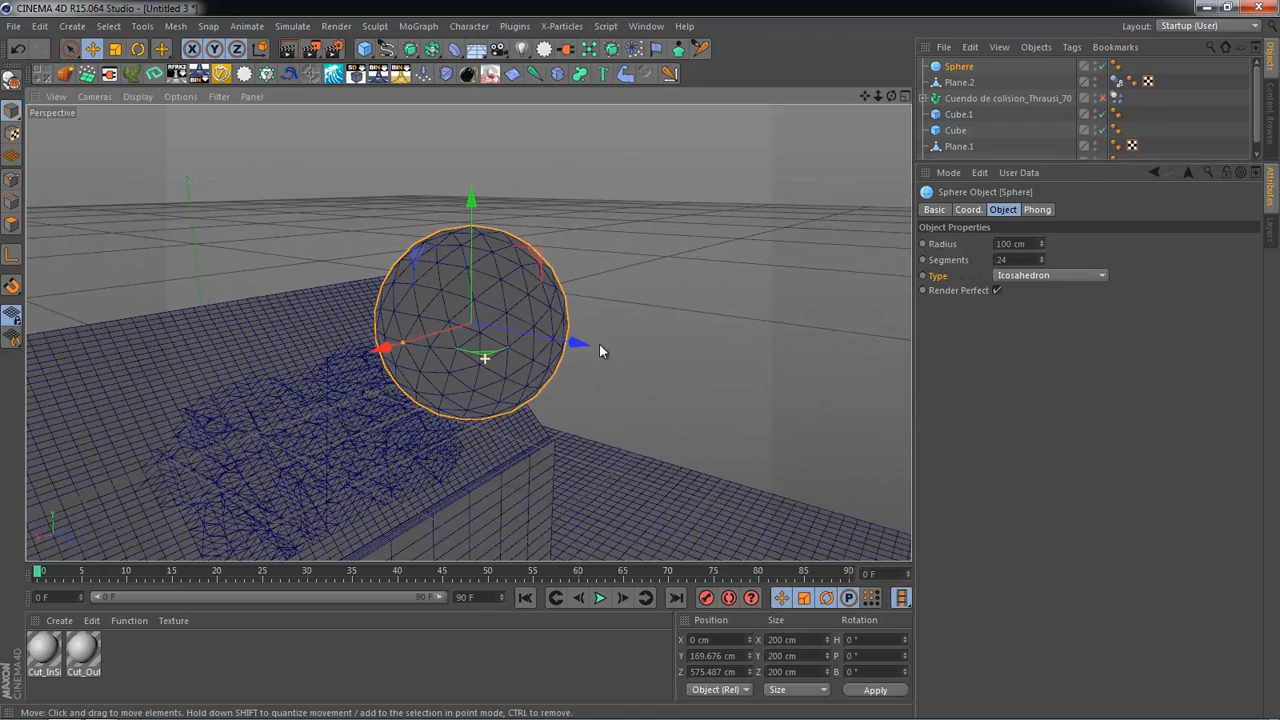 CINEMA 4D R15.064 Studio - [Untitled 3 *]
File Edit Create Select Tools Mesh Snap Animate Simulate Render Sculpt MoGraph Character Plugins X-Particles Script Window Help
Layout: Startup (User)
File Edit View Objects Tags Bookmarks
Sphere
Plane.2
Cuendo de colision_Thrausi_70
Cube.1
Cube
Plane.1
Objects
Content Browser
View Cameras Display Options Filter Panel
Perspective
Mode Edit User Data
Sphere Object [Sphere]
Basic Coord. Object Phong
Object Properties
Radius 100 cm
Segments 24
Type Icosahedron
Render Perfect
Attributes
Layers
0 5 10 15 20 25 30 35 40 45 50 55 60 65 70 75 80 85 90 0 F
0 F 0 F 90 F 90 F
Create Edit Function Texture
Cut_InSi Cut_Out
Position Size Rotation
X 0 cm X 200 cm H 0 °
Y 169.676 cm Y 200 cm P 0 °
Z 575.487 cm Z 200 cm B 0 °
Object (Rel) Size Apply
MAXON CINEMA 4D
Move: Click and drag to move elements. Hold down SHIFT to quantize movement / add to the selection in point mode, CTRL to remove.